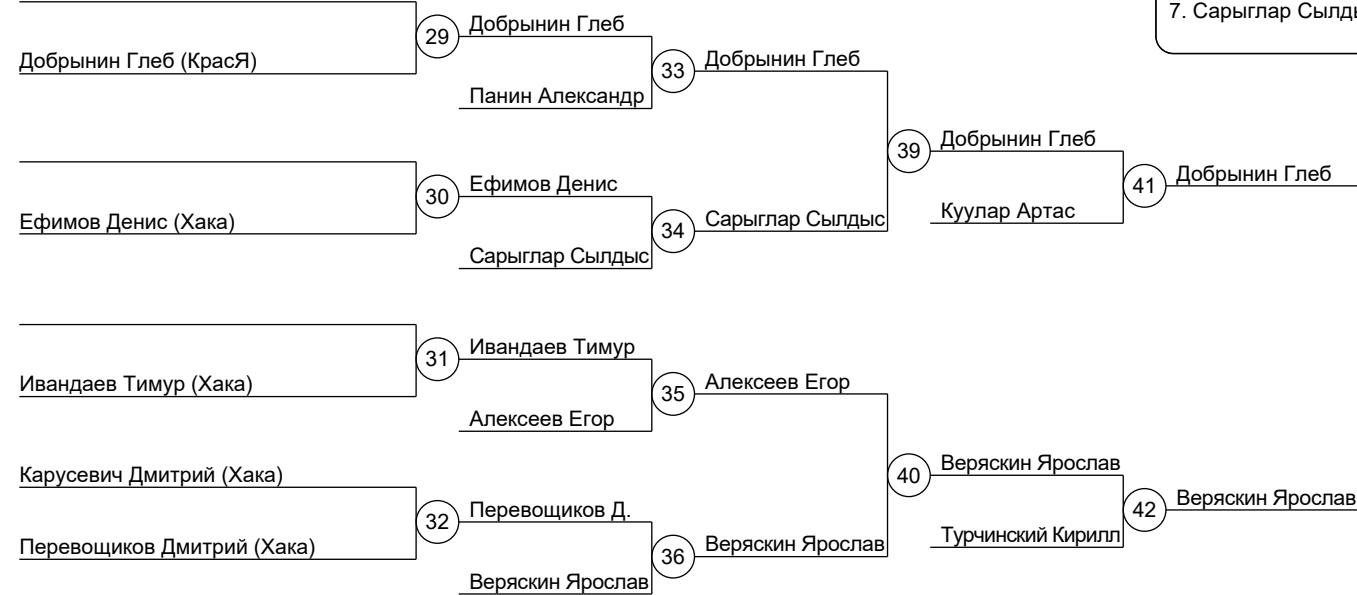 7. Сарыглар Сылды
29
Добрынин Глеб
Добрынин Глеб (КрасЯ)
33
Добрынин Глеб
Панин Александр
39
Добрынин Глеб
30
Ефимов Денис
41
Добрынин Глеб
Ефимов Денис (Хака)
34
Сарыглар Сылдыс
Куулар Артас
Сарыглар Сылдыс
31
Ивандаев Тимур
Ивандаев Тимур (Хака)
35
Алексеев Егор
Алексеев Егор
Карусевич Дмитрий (Хака)
40
Веряскин Ярослав
32
Перевощиков Д.
42
Веряскин Ярослав
Перевощиков Дмитрий (Хака)
36
Веряскин Ярослав
Турчинский Кирилл
Веряскин Ярослав